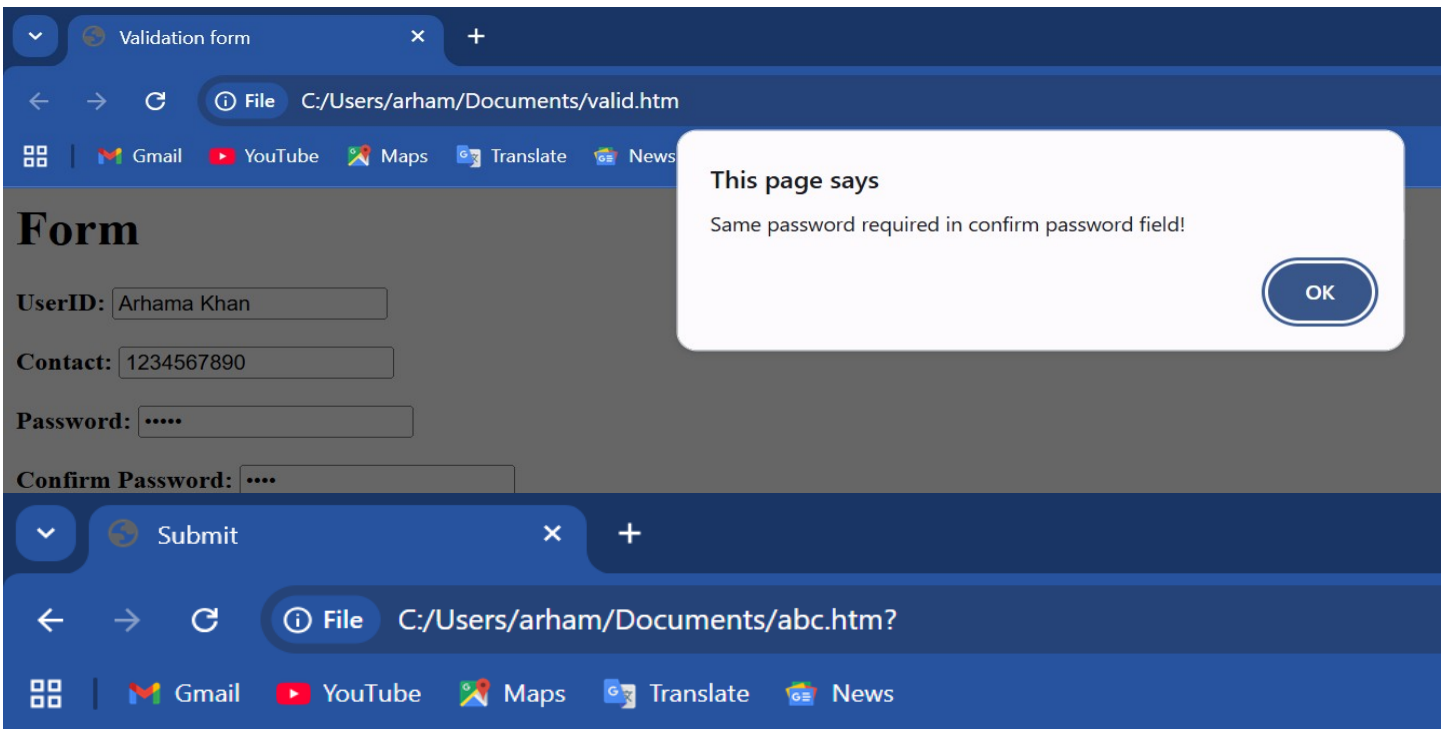 Validation form
File C:/Users/arham/Documents/valid.htm
Gmail YouTube Maps Translate News
This page says
Same password required in confirm password field!
OK
Form
UserID: Arhama Khan
Contact: 1234567890
Password: •••••
Confirm Password: ••••
Submit
File C:/Users/arham/Documents/abc.htm?
Gmail YouTube Maps Translate News